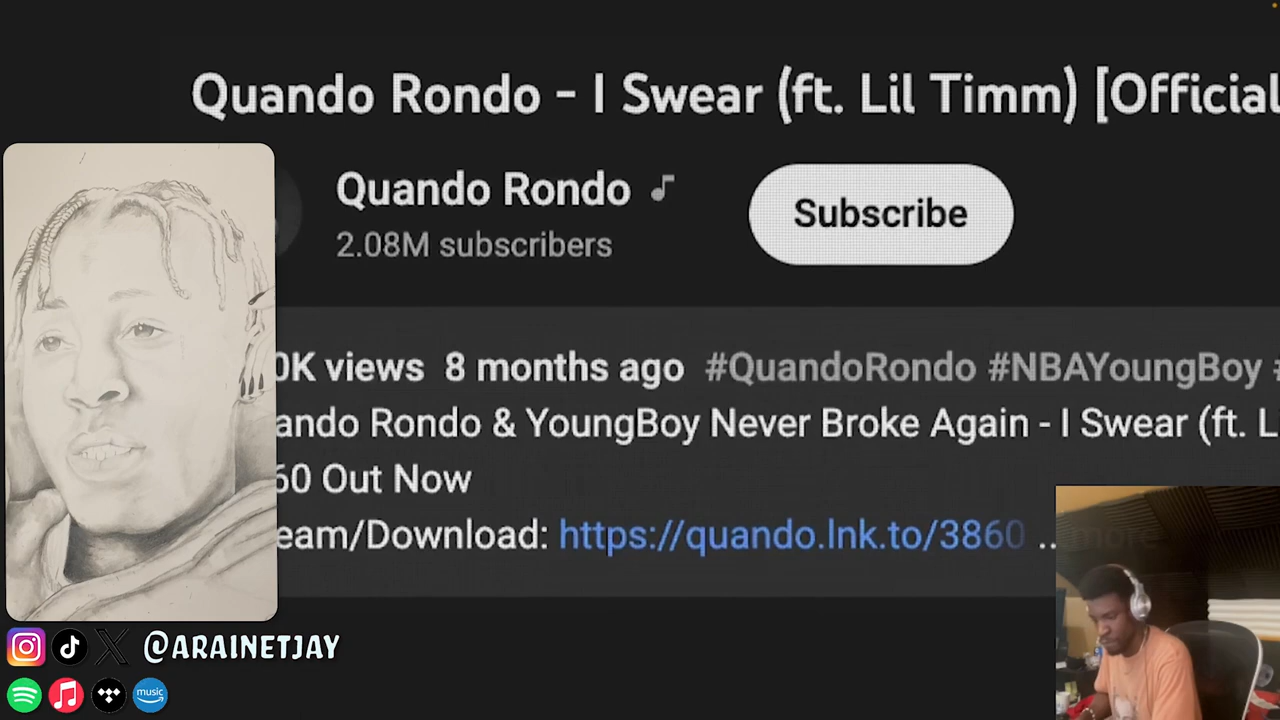 Quando Rondo - I Swear (ft. Lil Timm) [Official
Quando Rondo
2.08M subscribers
Subscribe
0K views 8 months ago #QuandoRondo #NBAYoungBoy #
ando Rondo & YoungBoy Never Broke Again - I Swear (ft. L
60 Out Now
eam/Download: https://quando.lnk.to/3860 ...more
@ARAINETJAY
music